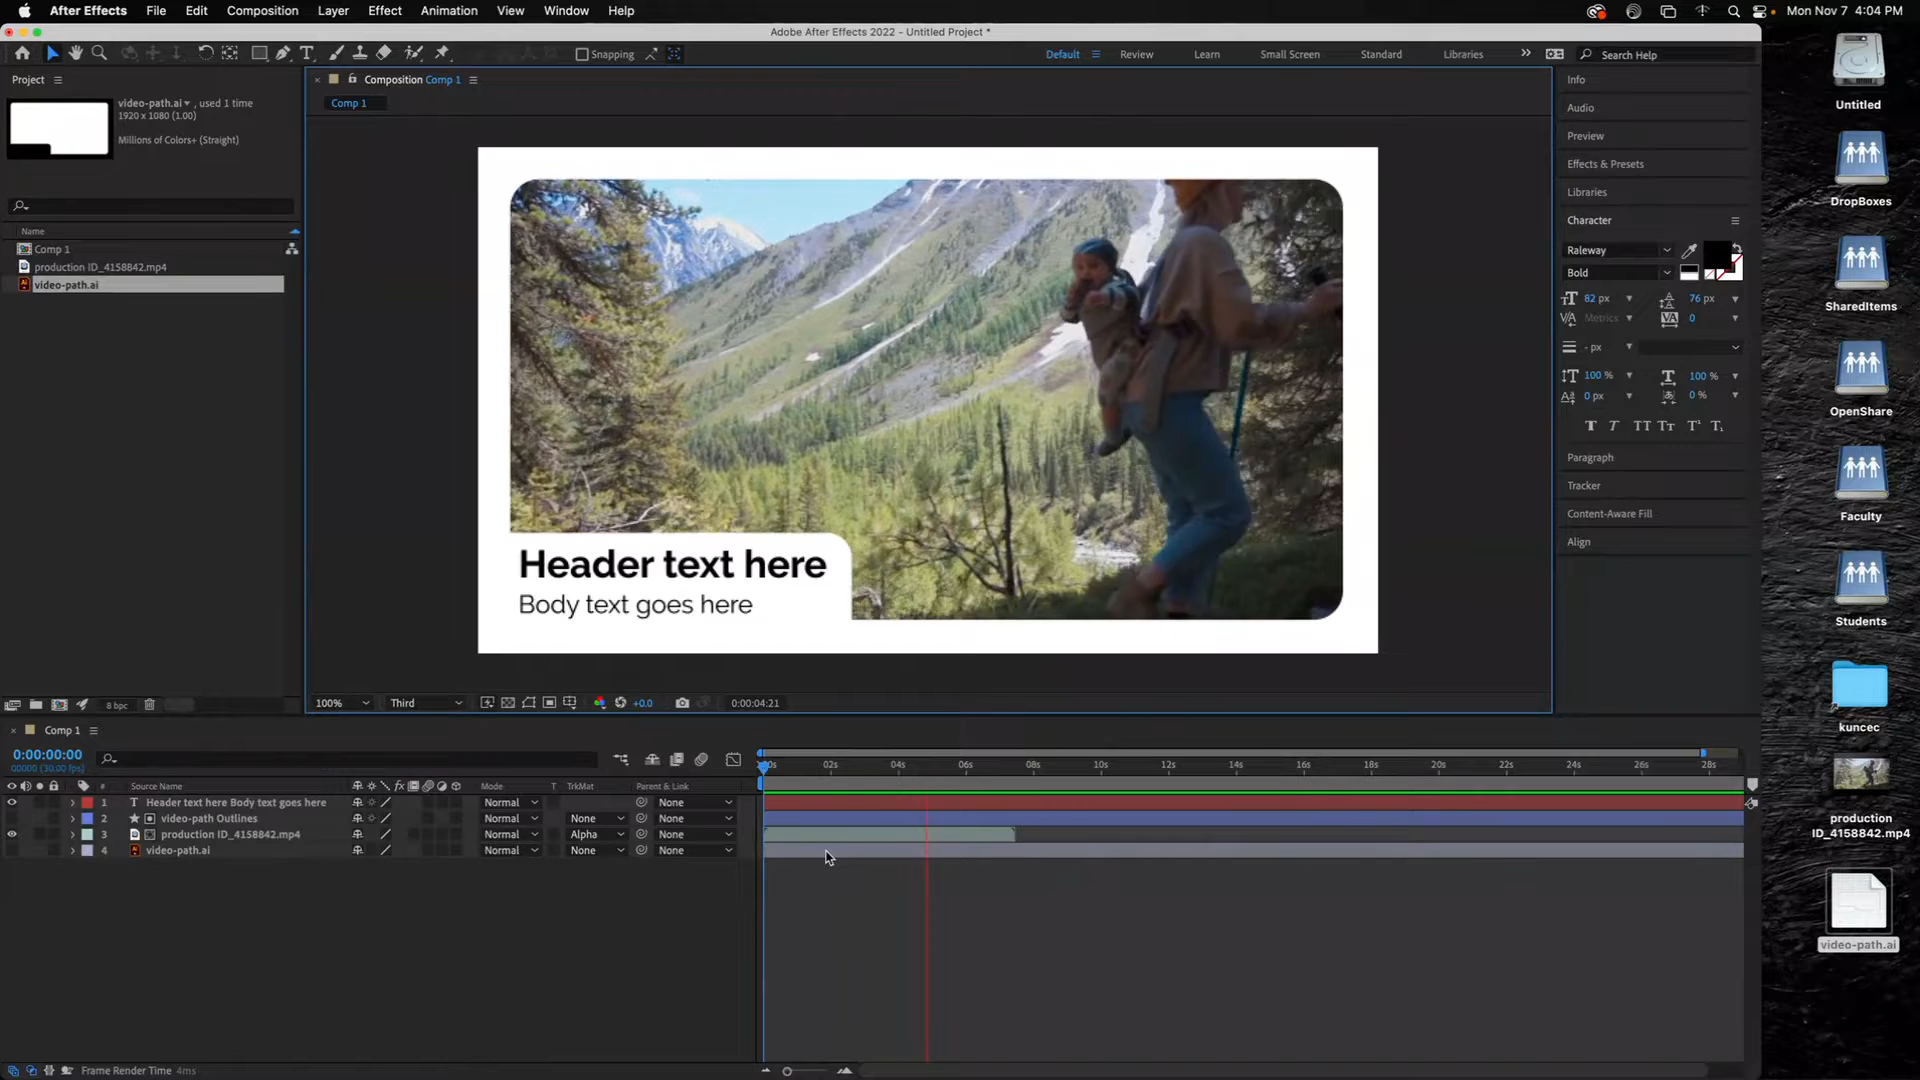 After Effects File Edit Composition Layer Effect Animation View Window Help Mon Nov 7 4:04 PM
Adobe After Effects 2022 - Untitled Project *
Snapping Default Review Learn Small Screen Standard Libraries Search Help
Project
video-path.ai , used 1 time
1920 x 1080 (1.00)
Millions of Colors+ (Straight)
Name
Comp 1
production ID_4158842.mp4
video-path.ai
8 bpc
Composition Comp 1
Comp 1
Header text here
Body text goes here
100% Third +0.0 0:00:04:21
Info
Audio
Preview
Effects & Presets
Libraries
Character
Raleway
Bold
82 px 76 px
Metrics 0
- px
100 % 100 %
0 px 0 %
Paragraph
Tracker
Content-Aware Fill
Align
Untitled
DropBoxes
SharedItems
OpenShare
Faculty
Students
kuncec
production
ID_4158842.mp4
video-path.ai
Comp 1
0:00:00:00
00000 (30.00 fps)
02s 04s 06s 08s 10s 12s 14s 16s 18s 20s 22s 24s 26s 28s
# Source Name Mode T TrkMat Parent & Link
1 Header text here Body text goes here Normal None
2 video-path Outlines Normal None None
3 production ID_4158842.mp4 Normal Alpha None
4 video-path.ai Normal None None
Frame Render Time 4ms